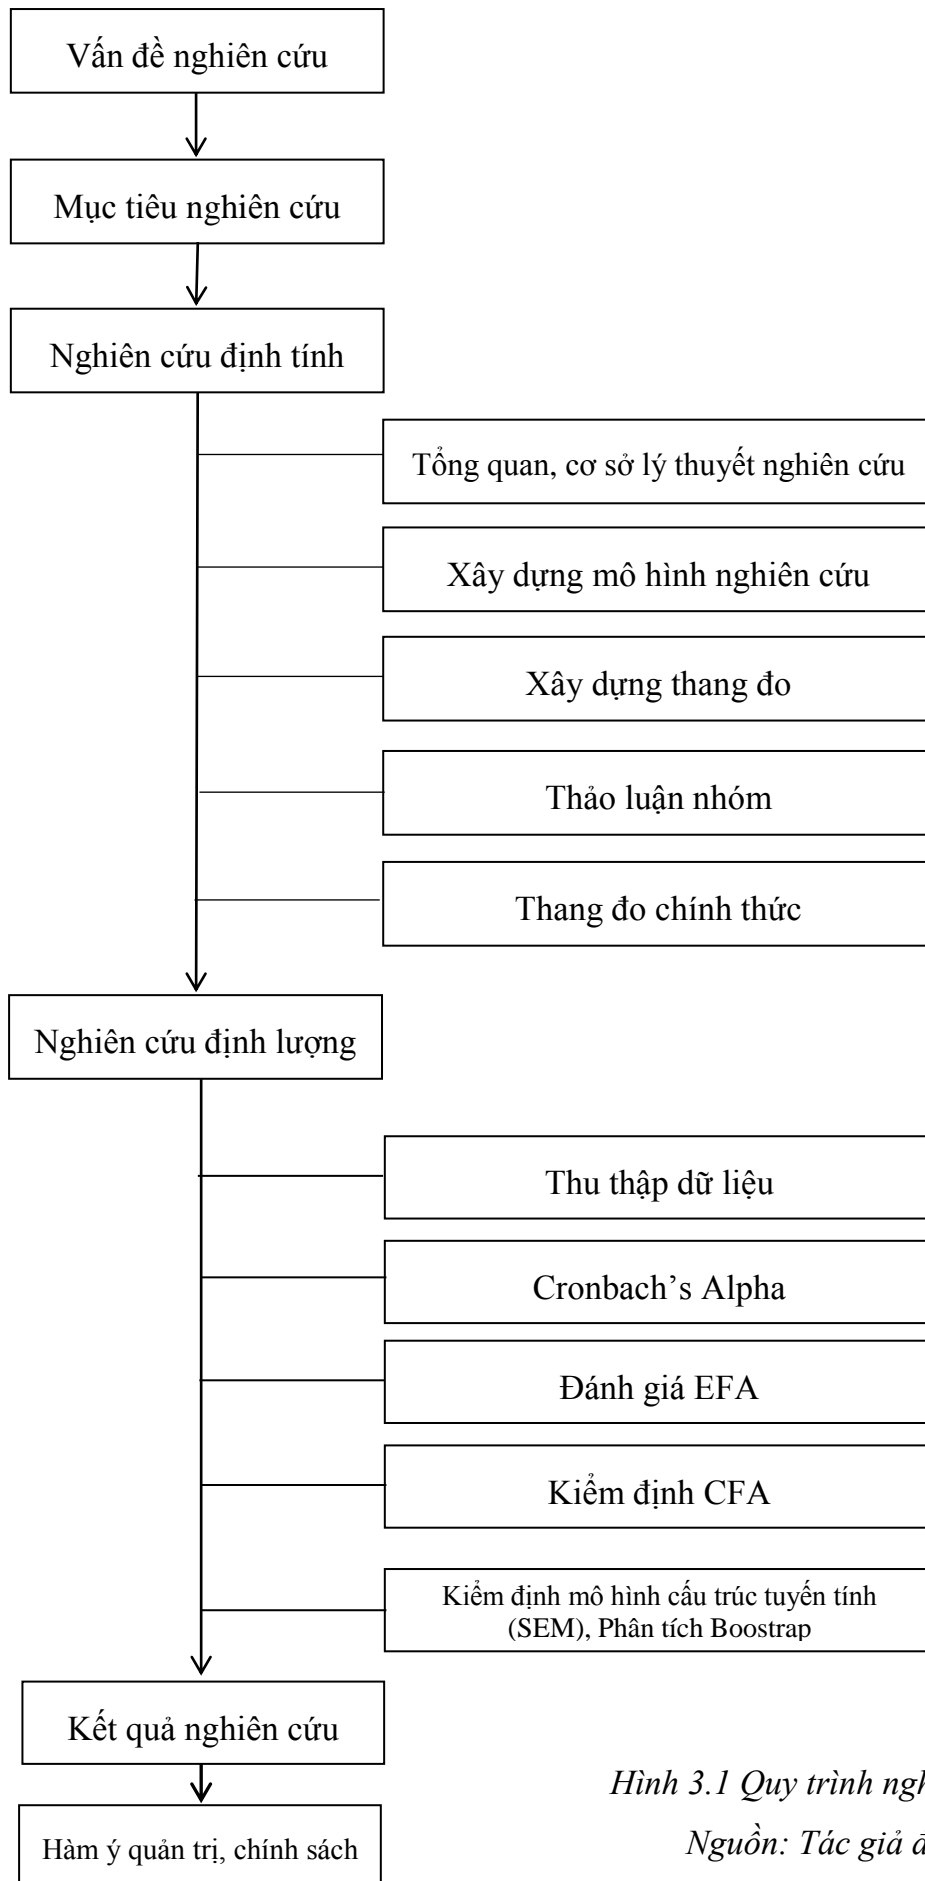 Vấn đề nghiên cứu
Mục tiêu nghiên cứu
Nghiên cứu định tính
Tổng quan, cơ sở lý thuyết nghiên cứu
Xây dựng mô hình nghiên cứu
Xây dựng thang đo
Thảo luận nhóm
Thang đo chính thức
Nghiên cứu định lượng
Thu thập dữ liệu
Cronbach’s Alpha
Đánh giá EFA
Kiểm định CFA
Kiểm định mô hình cấu trúc tuyến tính
(SEM), Phân tích Boostrap
Kết quả nghiên cứu
Hình 3.1 Quy trình
Nguồn: Tác giả
Hàm ý quản trị, chính sách